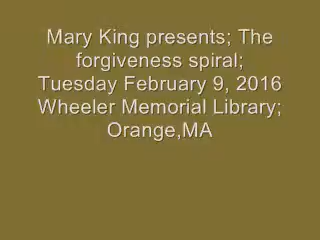 Mary King presents; The
forgiveness spiral;
Tuesday February 9, 2016
Wheeler Memorial Library;
Orange,MA